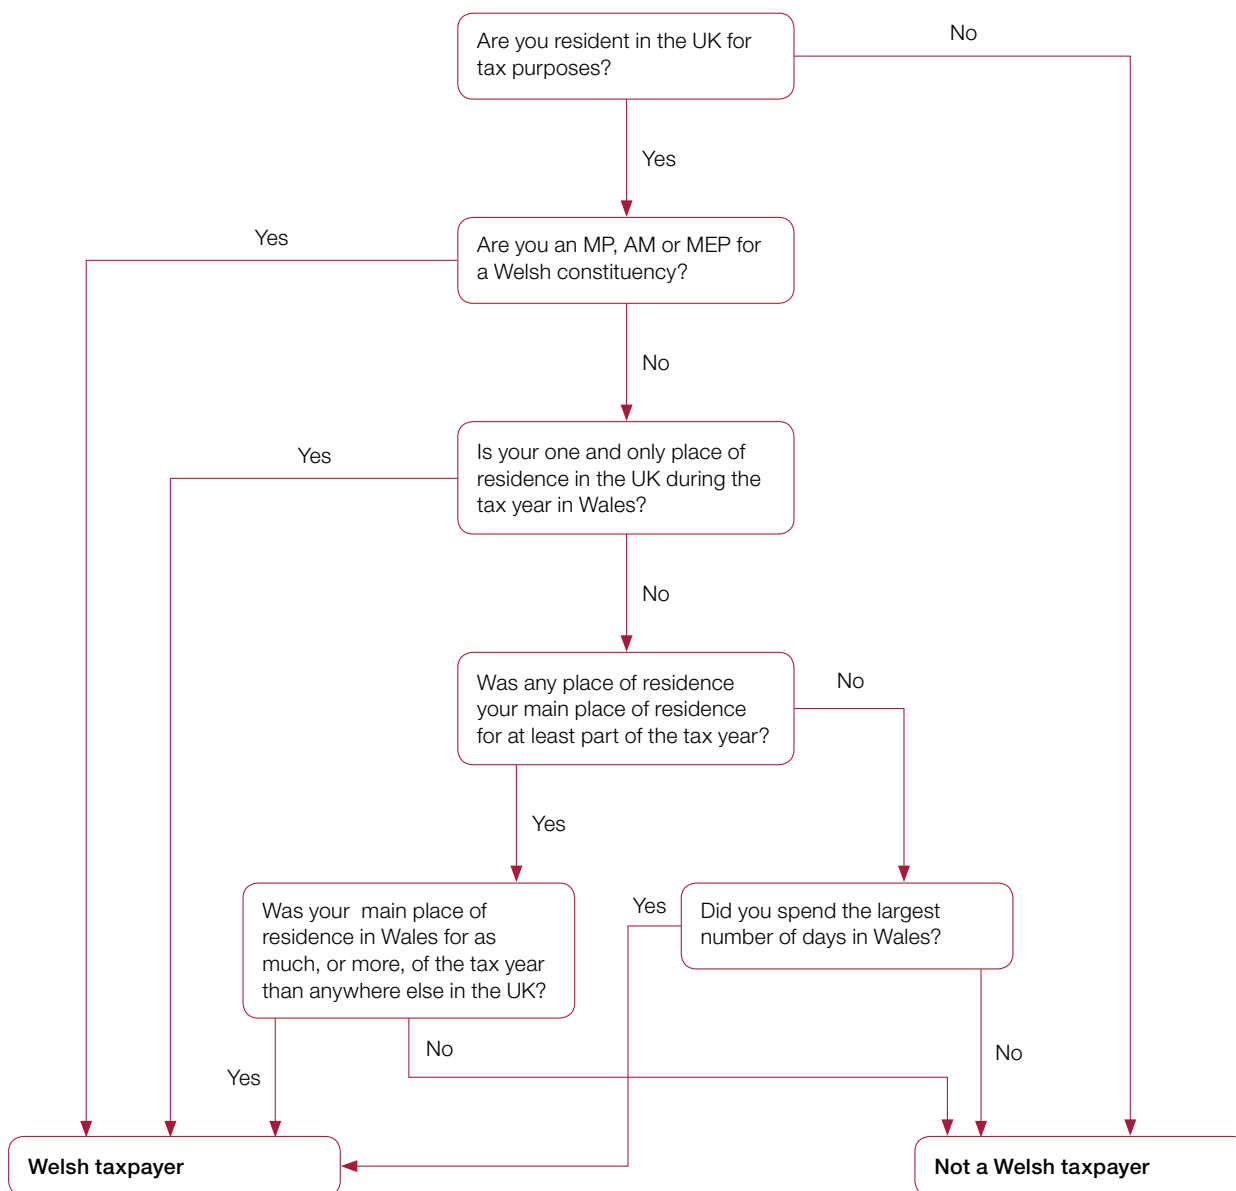 Are you resident in the UK for
tax purposes?
No
Yes
Are you an MP, AM or MEP for
a Welsh constituency?
Yes
No
Is your one and only place of
residence in the UK during the
tax year in Wales?
Yes
No
Was any place of residence
your main place of residence
for at least part of the tax year?
No
Yes
Was your main place of
residence in Wales for as
much, or more, of the tax year
than anywhere else in the UK?
Yes
Did you spend the largest
number of days in Wales?
No
No
Yes
Welsh taxpayer
Not a Welsh taxpayer